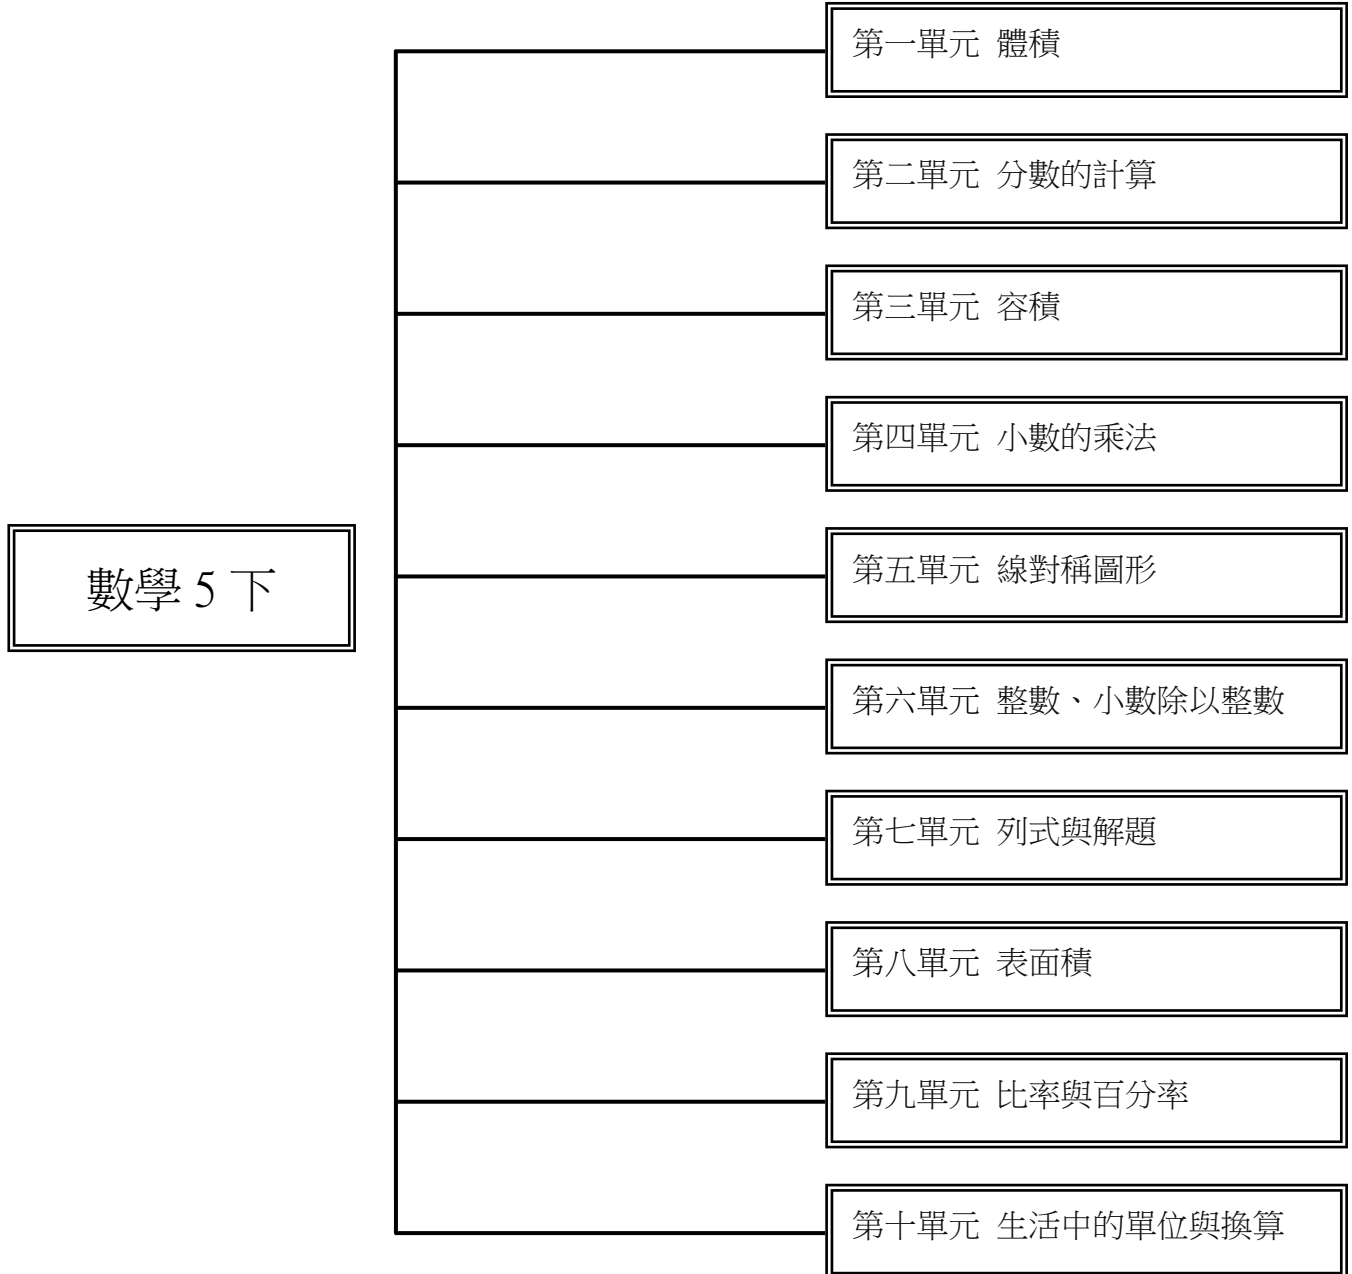 第一單元 體積
第二單元 分數的計算
第三單元 容積
第四單元 小數的乘法
數學 5 下
第五單元 線對稱圖形
第六單元 整數、小數除以整數
第七單元 列式與解題
第八單元 表面積
第九單元 比率與百分率
第十單元 生活中的單位與換算